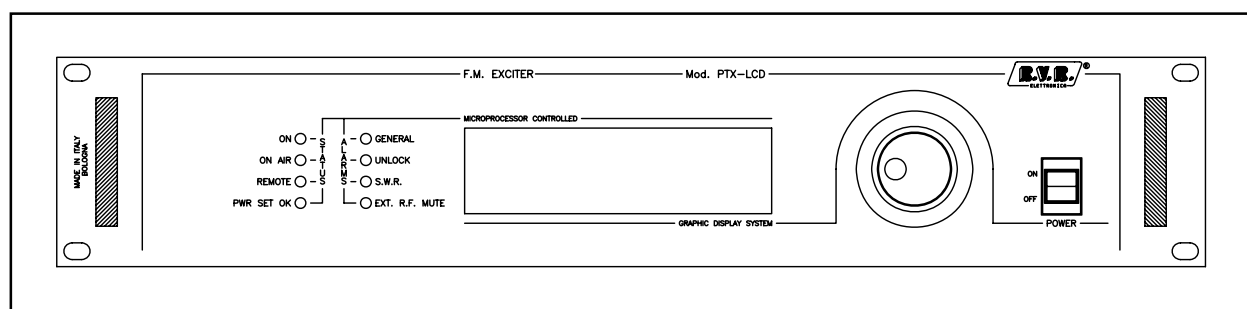 F.M. EXCITER
Mod. PTX-LCD
R.V.R.®
ELETTRONICA
MADE IN ITALY
BOLOGNA
MICROPROCESSOR CONTROLLED
STATUS
ALARMS
ON
ON AIR
REMOTE
PWR SET OK
GENERAL
UNLOCK
S.W.R.
EXT. R.F. MUTE
GRAPHIC DISPLAY SYSTEM
ON
OFF
POWER